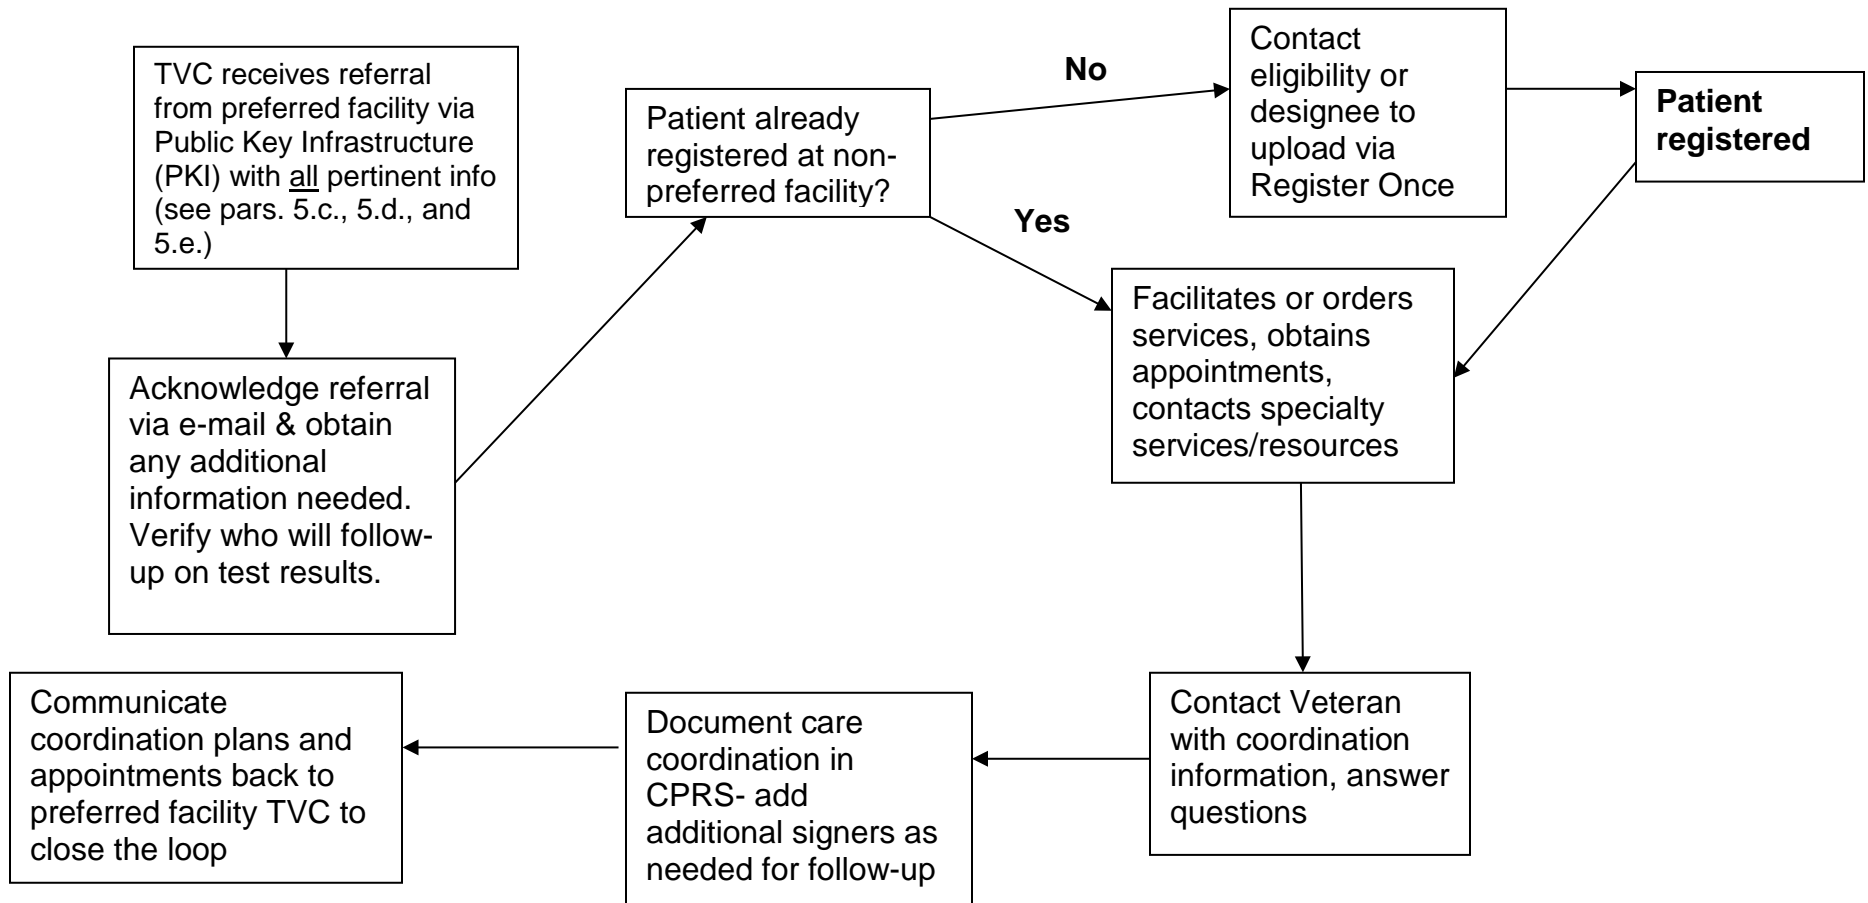 TVC receives referral
from preferred facility via
Public Key Infrastructure
(PKI) with all pertinent info
(see pars. 5.c., 5.d., and
5.e.)
Acknowledge referral
via e-mail & obtain
any additional
information needed.
Verify who will follow-
up on test results.
Patient already
registered at non-
preferred facility?
No
Contact
eligibility or
designee to
upload via
Register Once
Patient
registered
Yes
Facilitates or orders
services, obtains
appointments,
contacts specialty
services/resources
Contact Veteran
with coordination
information, answer
questions
Document care
coordination in
CPRS- add
additional signers as
needed for follow-up
Communicate
coordination plans and
appointments back to
preferred facility TVC to
close the loop